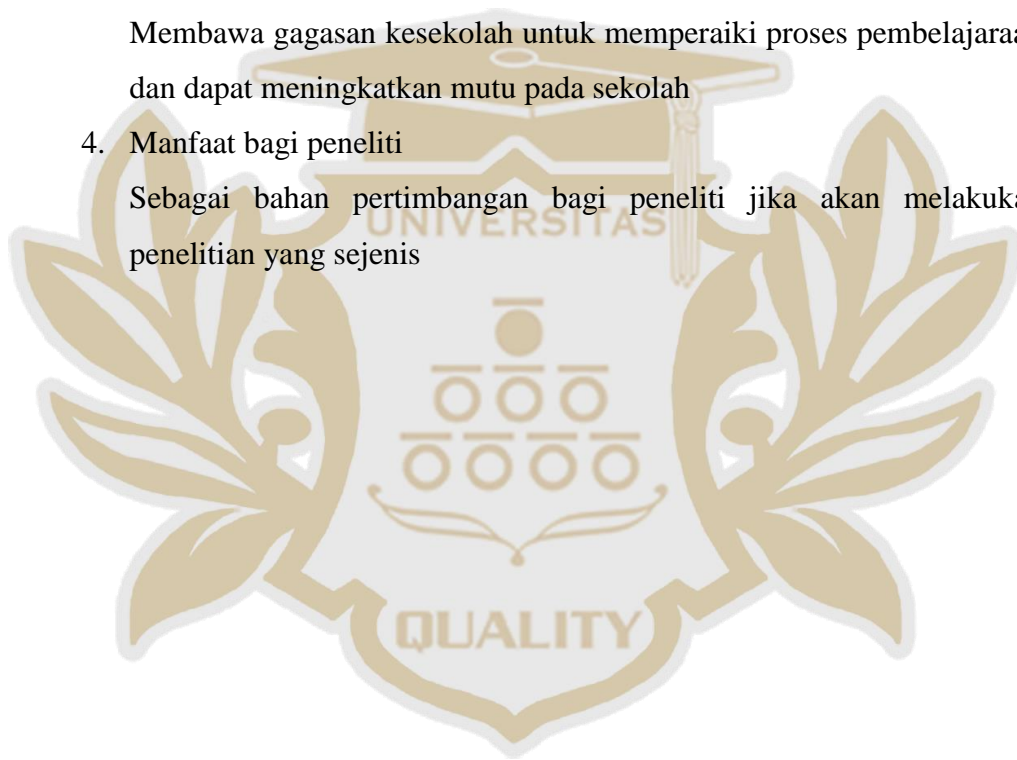 Membawa gagasan kesekolah untuk memperaiki proses pembelajaraa
dan dapat meningkatkan mutu pada sekolah
4. Manfaat bagi peneliti
Sebagai bahan pertimbangan bagi peneliti jika akan melakuka
penelitian yang sejenis
UNIVERSITAS
QUALITY